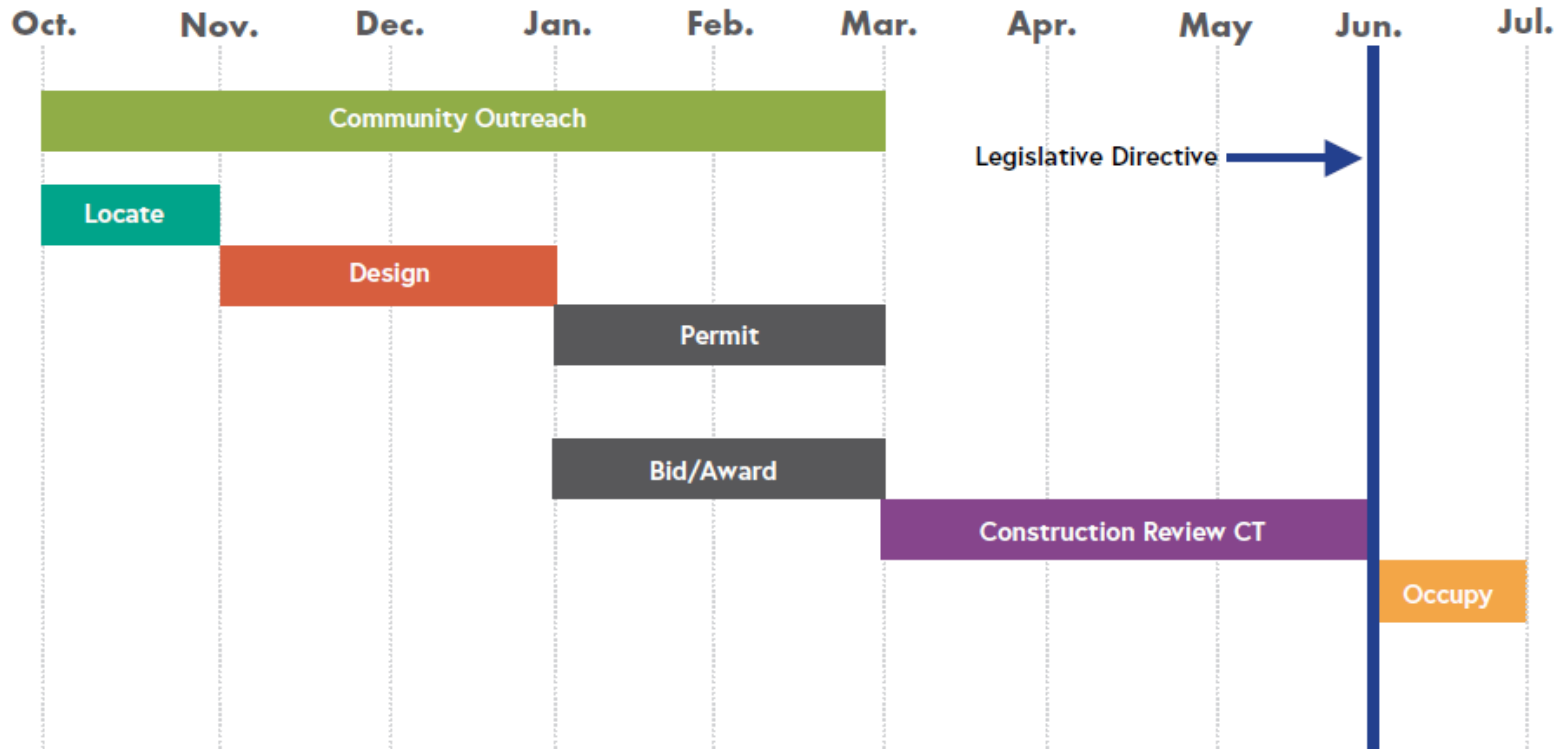 Oct. Nov. Dec. Jan. Feb. Mar. Apr. May Jun. Jul.
Community Outreach
Legislative Directive
Locate
Design
Permit
Bid/Award
Construction Review CT
Occupy